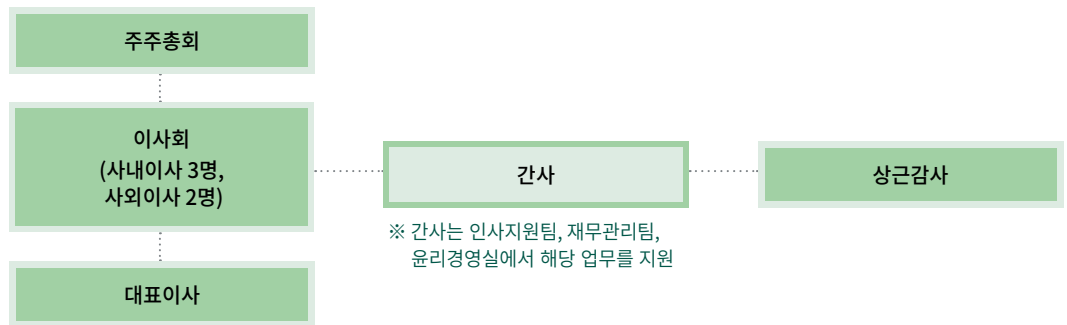 주주총회
이사회
(사내이사 3명,
사외이사 2명)
간사
상근감사
※ 간사는 인사지원팀, 재무관리팀,
윤리경영실에서 해당 업무를 지원
대표이사